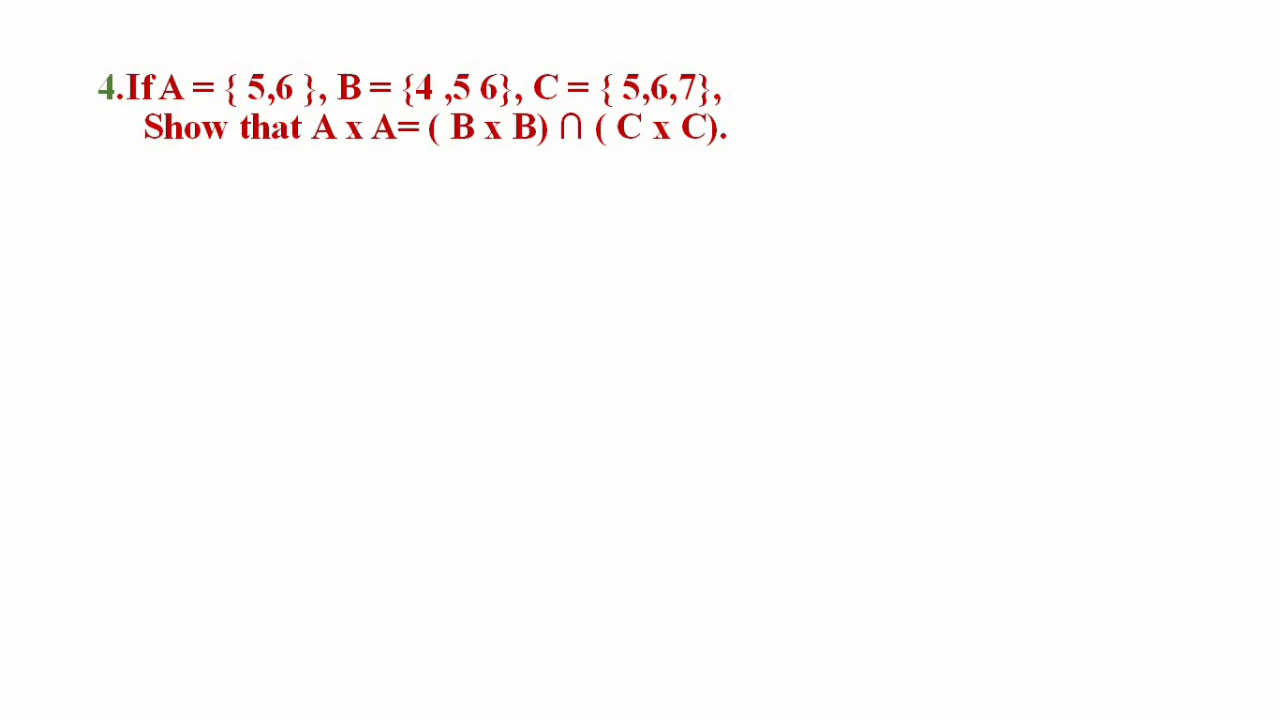 4.If A = { 5,6 }, B = {4 ,5 6}, C = { 5,6,7},
Show that A x A= ( B x B) ∩ ( C x C).